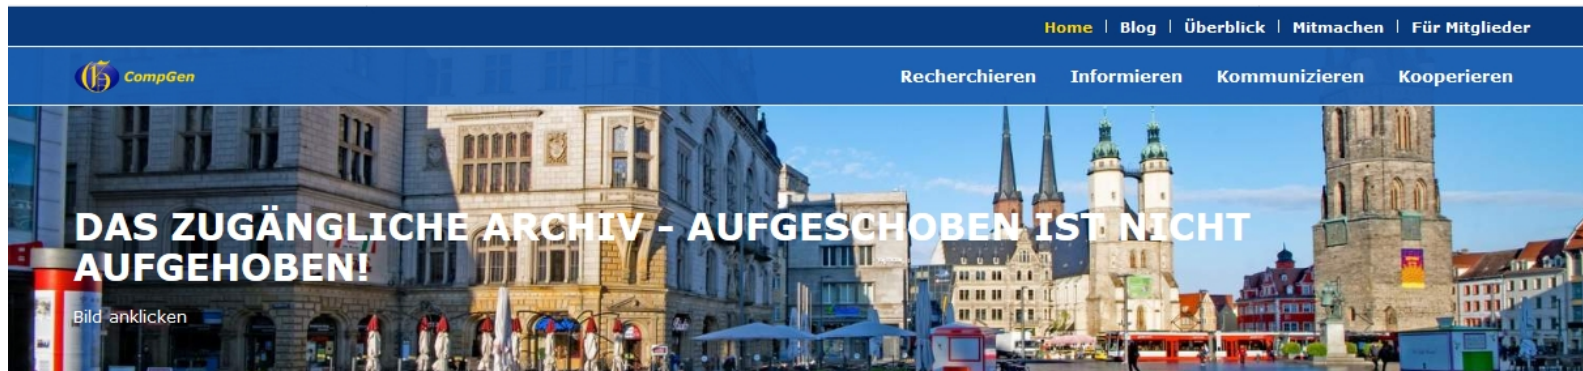 Home | Blog | Überblick | Mitmachen | Für Mitglieder
CompGen
Recherchieren Informieren Kommunizieren Kooperieren
DAS ZUGÄNGLICHE ARCHIV - AUFGESCHOBEN IST NICHT
AUFGEHOBEN!
Bild anklicken